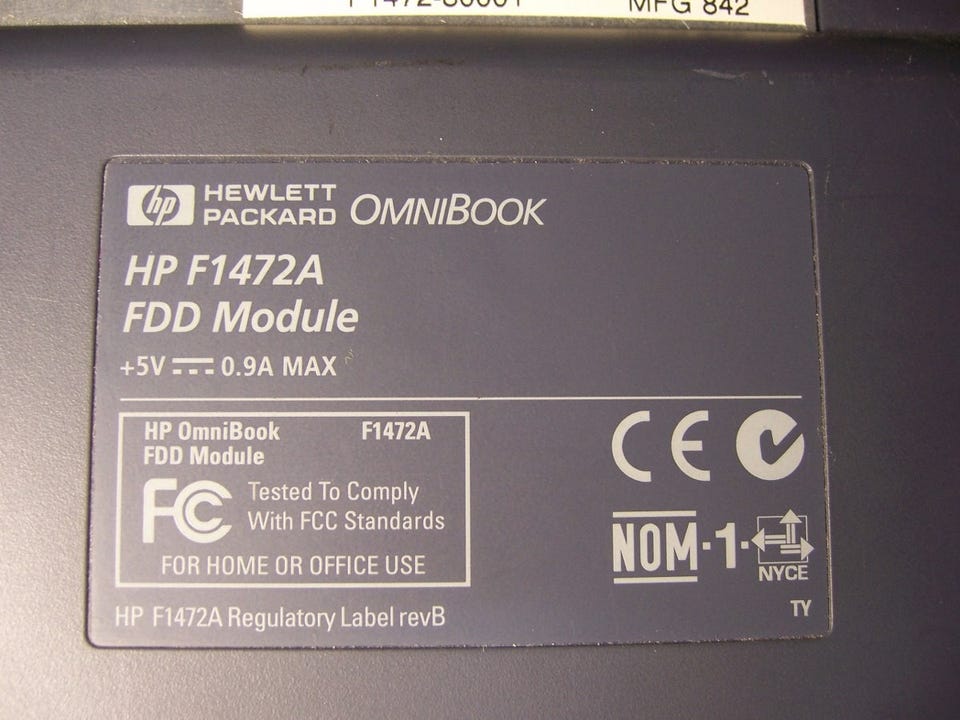 MFG 842
hp HEWLETT PACKARD OMNIBOOK
HP F1472A
FDD Module
+5V ⎓ 0.9A MAX
HP OmniBook F1472A
FDD Module
FC Tested To Comply
With FCC Standards
FOR HOME OR OFFICE USE
CE
NOM-1-
NYCE
TY
HP F1472A Regulatory Label revB